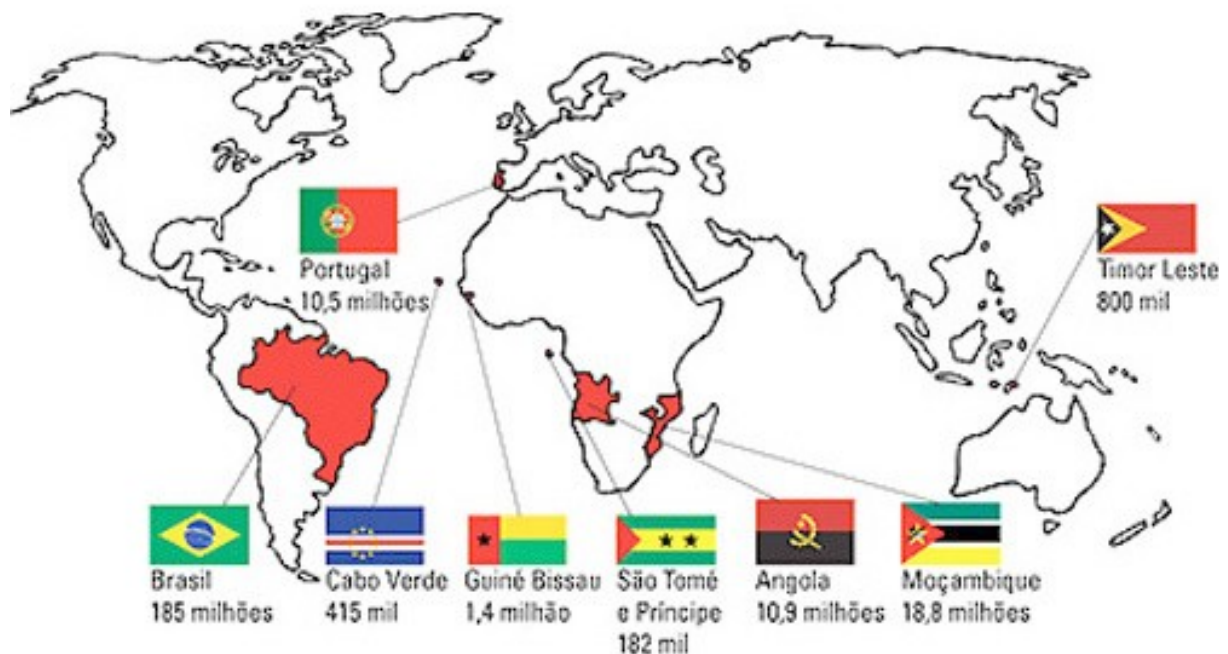 Portugal
10,5 milhões
Timor Leste
800 mil
Brasil
185 milhões
Cabo Verde
415 mil
Guiné Bissau
1,4 milhão
São Tomé
e Príncipe
182 mil
Angola
10,9 milhões
Moçambique
18,8 milhões